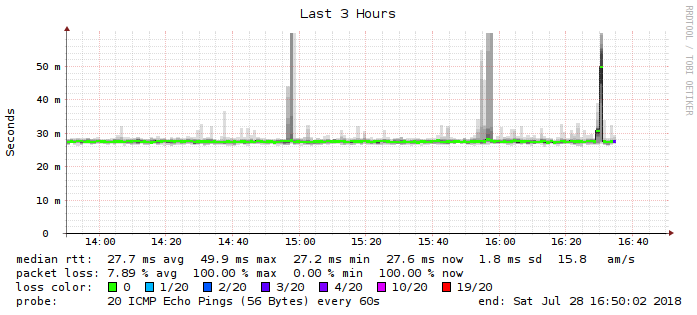 Last 3 Hours
RRDTOOL / TOBI OETIKER
Seconds
50 m
40 m
30 m
20 m
10 m
0
14:00 14:20 14:40 15:00 15:20 15:40 16:00 16:20 16:40
median rtt: 27.7 ms avg 49.9 ms max 27.2 ms min 27.6 ms now 1.8 ms sd 15.8 am/s
packet loss: 7.89 % avg 100.00 % max 0.00 % min 100.00 % now
loss color: 0 1/20 2/20 3/20 4/20 10/20 19/20
probe: 20 ICMP Echo Pings (56 Bytes) every 60s end: Sat Jul 28 16:50:02 2018